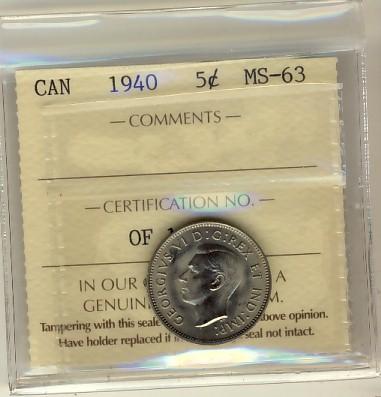 CAN 1940 5¢ MS-63
— COMMENTS —
— CERTIFICATION NO. —
OF
IN OUR A
GENUIN M.
Tampering with this seal above opinion.
Have holder replaced if seal not intact.
GEORGIVS VI D:G:REX ET IND:IMP: